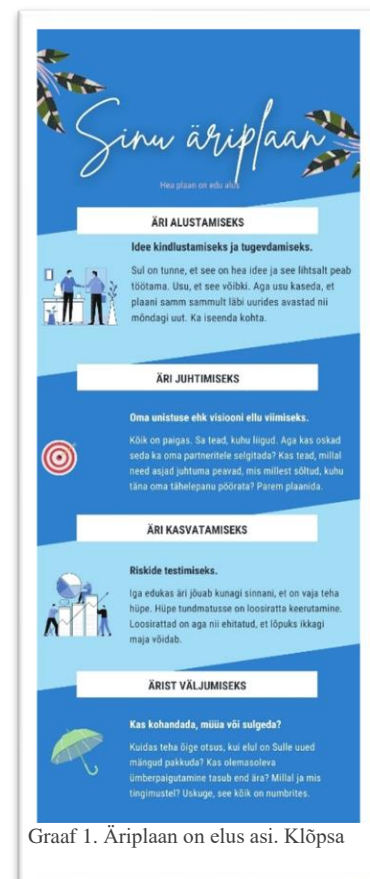 Sinu äriplaan
Hea plaan on edu alus
ÄRI ALUSTAMISEKS
Idee kindlustamiseks ja tugevdamiseks.
Sul on tunne, et see on hea idee ja see lihtsalt peab
töötama. Usu, et see võibki. Aga usu kaseda, et
plaani samm sammult läbi uurides avastad nii
mõndagi uut. Ka iseenda kohta.
ÄRI JUHTIMISEKS
Oma unistuse ehk visiooni ellu viimiseks.
Kõik on paigas. Sa tead, kuhu liigud. Aga kas oskad
seda ka oma partneritele selgitada? Kas tead, millal
need asjad juhtuma peavad, mis millest sõltud, kuhu
täna oma tähelepanu pöörata? Parem plaanida.
ÄRI KASVATAMISEKS
Riskide testimiseks.
Iga edukas äri jõuab kunagi sinnani, et on vaja teha
hüpe. Hüpe tundmatusse on loosiratta keerutamine.
Loosirattad on aga nii ehitatud, et lõpuks ikkagi
maja võidab.
ÄRIST VÄLJUMISEKS
Kas kohandada, müüa või sulgeda?
Kuidas teha õige otsus, kui elul on Sulle uued
mängud pakkuda? Kas olemasoleva
ümberpaigutamine tasub end ära? Millal ja mis
tingimustel? Uskuge, see kõik on numbrites.
Graaf 1. Äriplaan on elus asi. Klõpsa